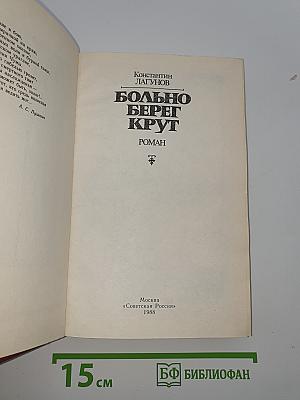 А. С. Пушкин
Константин
ЛАГУНОВ
БОЛЬНО
БЕРЕГ
КРУТ
РОМАН
Москва
«Советская Россия»
1988
15 см
БФ БИБЛИОФАН